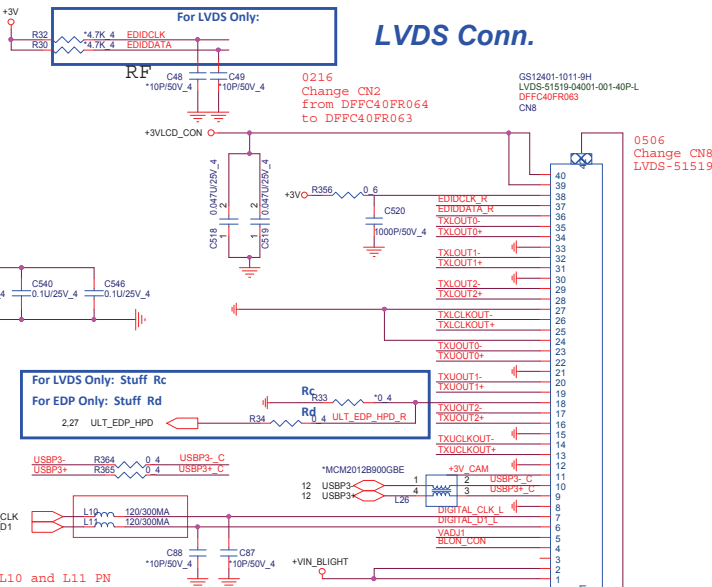 +3V
For LVDS Only:
LVDS Conn.
R32 *4.7K_4 EDIDCLK
R30 *4.7K_4 EDIDDATA
RF
C48 C49
*10P/50V_4 *10P/50V_4
0216
Change CN2
from DFFC40FR064
to DFFC40FR063
GS12401-1011-9H
LVDS-51519-04001-001-40P-L
DFFC40FR063
CN8
0506
Change CN8
LVDS-51519
+3VLCD_CON
0.047U/25V_4 0.047U/25V_4
2 2
1 1
C518 C519
+3VO R356 0_6
C520
1000P/50V_4
40
39
38
EDIDCLK_R 37
EDIDDATA_R 36
TXLOUT0- 35
TXLOUT0+ 34
33
TXLOUT1- 32
TXLOUT1+ 31
30
TXLOUT2- 29
TXLOUT2+ 28
27
TXLCLKOUT- 26
TXLCLKOUT+ 25
24
TXUOUT0- 23
TXUOUT0+ 22
21
TXUOUT1- 20
TXUOUT1+ 19
18
TXUOUT2- 17
TXUOUT2+ 16
15
TXUCLKOUT- 14
TXUCLKOUT+ 13
12
+3V_CAM 11
USBP3-_C 10
USBP3+_C 9
8
DIGITAL_CLK_L 7
DIGITAL_D1_L 6
VADJ1 5
BLON_CON 4
3
2
1
4 C540 C546
0.1U/25V_4 0.1U/25V_4
For LVDS Only: Stuff Rc
For EDP Only: Stuff Rd
Rc
R33 *0_4
Rd
2,27 ULT_EDP_HPD R34 0_4 ULT_EDP_HPD_R
USBP3- R364 0_4 USBP3-_C
USBP3+ R365 0_4 USBP3+_C
*MCM2012B900GBE
12 USBP3- 1 2
12 USBP3+ 4 3
L26
CLK L10 120/300MA
D1 L11 120/300MA
C88 C87
*10P/50V_4 *10P/50V_4
+VIN_BLIGHT
L10 and L11 PN